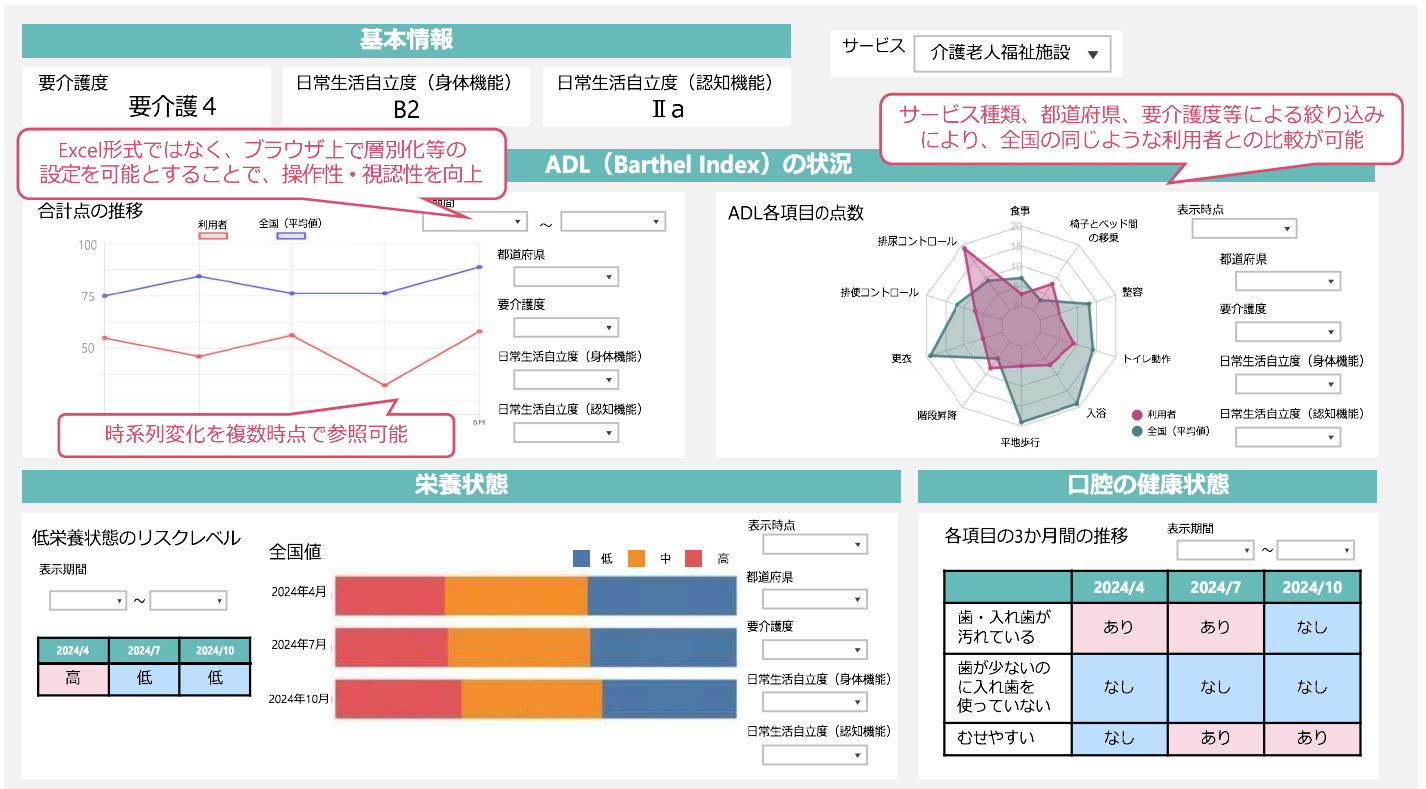 基本情報
サービス
介護老人福祉施設
要介護度
要介護４
日常生活自立度（身体機能）
B2
日常生活自立度（認知機能）
Ⅱａ
サービス種類、都道府県、要介護度等による絞り込み
により、全国の同じような利用者との比較が可能
Excel形式ではなく、ブラウザ上で層別化等の
設定を可能とすることで、操作性・視認性を向上
ADL（Barthel Index）の状況
合計点の推移
利用者
全国（平均値）
～
100
75
50
都道府県
要介護度
日常生活自立度（身体機能）
日常生活自立度（認知機能）
時系列変化を複数時点で参照可能
ADL各項目の点数
食事
椅子とベッド間
の移乗
整容
トイレ動作
入浴
平地歩行
階段昇降
更衣
排便コントロール
排尿コントロール
20
15
10
5
0
利用者
全国（平均値）
表示時点
都道府県
要介護度
日常生活自立度（身体機能）
日常生活自立度（認知機能）
栄養状態
低栄養状態のリスクレベル
表示期間
～
2024/4 2024/7 2024/10
高 低 低
全国値
低 中 高
2024年4月
2024年7月
2024年10月
表示時点
都道府県
要介護度
日常生活自立度（身体機能）
日常生活自立度（認知機能）
口腔の健康状態
各項目の3か月間の推移
表示期間
～
2024/4 2024/7 2024/10
歯・入れ歯が
汚れている
あり あり なし
歯が少ないの
に入れ歯を
使っていない
なし なし なし
むせやすい
なし あり あり